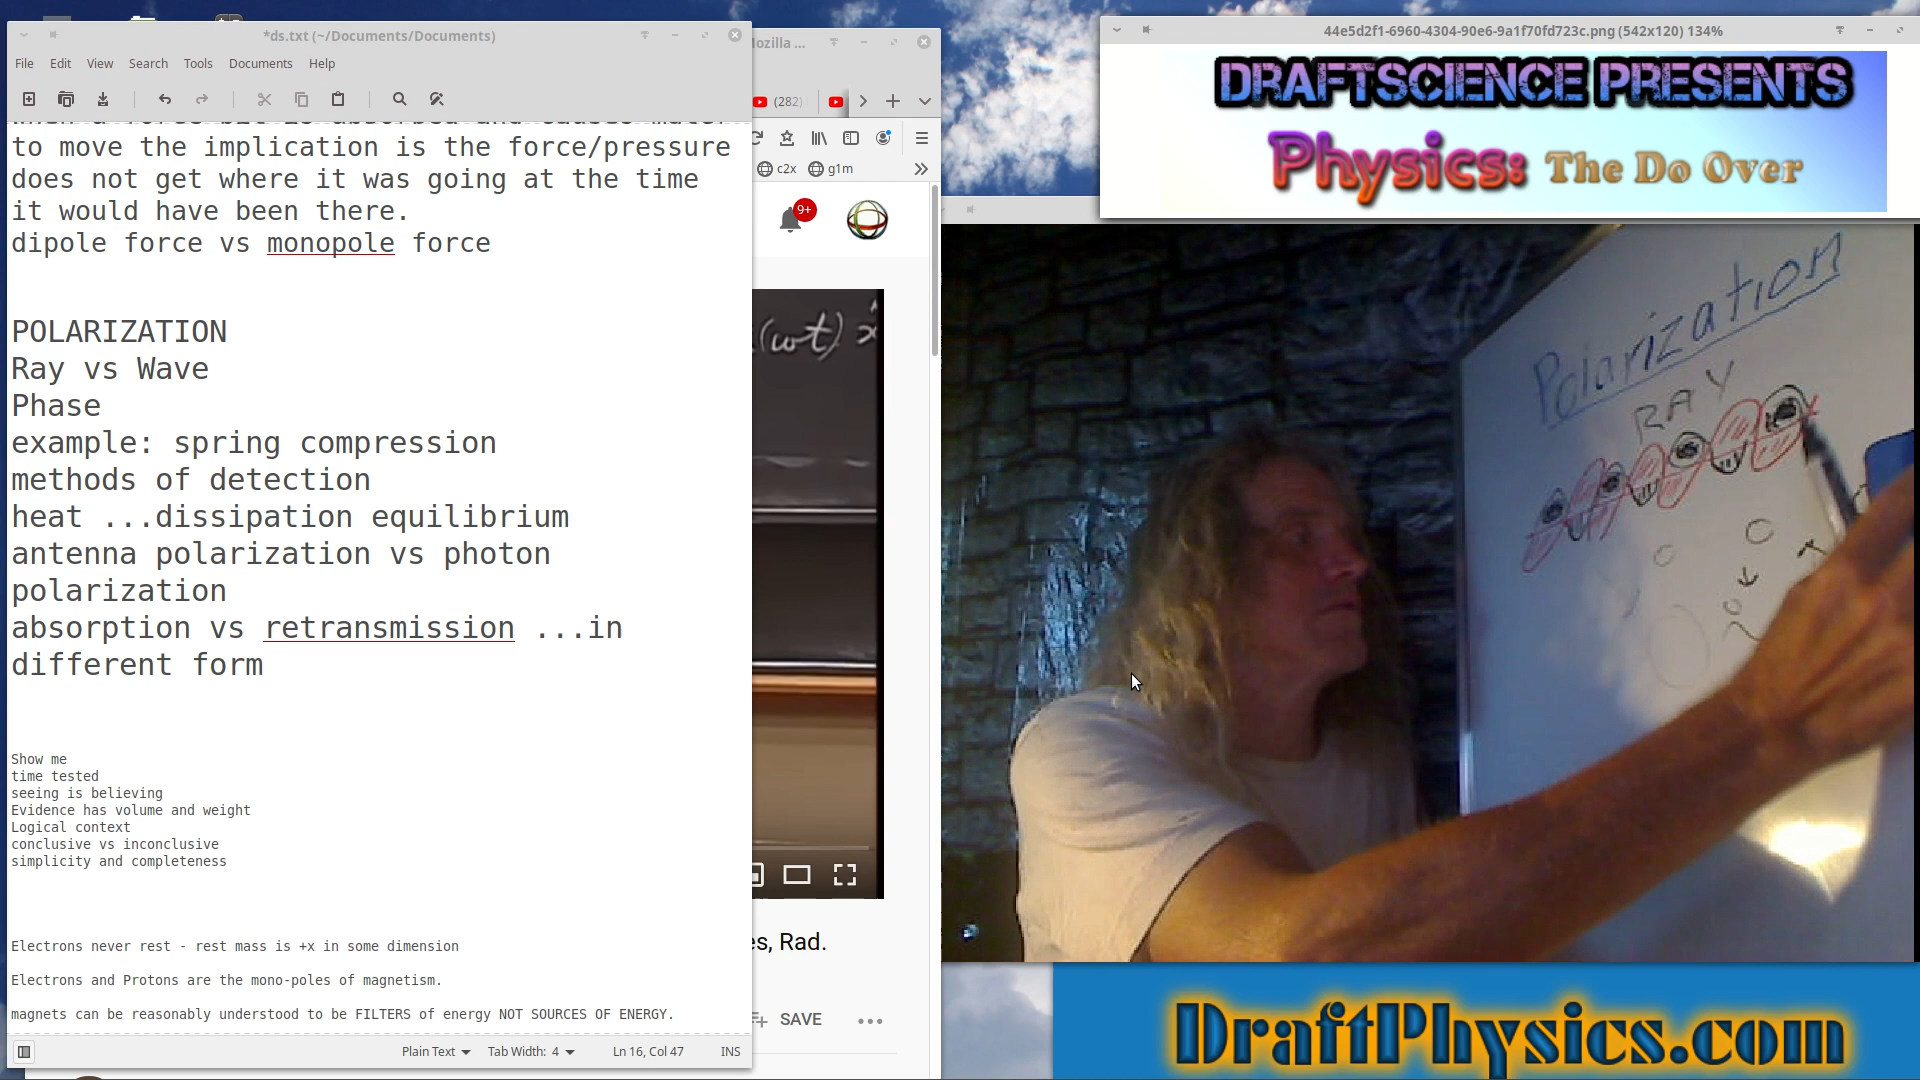 *ds.txt (~/Documents/Documents)
File Edit View Search Tools Documents Help
to move the implication is the force/pressure
does not get where it was going at the time
it would have been there.
dipole force vs monopole force
POLARIZATION
Ray vs Wave
Phase
example: spring compression
methods of detection
heat ...dissipation equilibrium
antenna polarization vs photon
polarization
absorption vs retransmission ...in
different form
Show me
time tested
seeing is believing
Evidence has volume and weight
Logical context
conclusive vs inconclusive
simplicity and completeness
Electrons never rest - rest mass is +x in some dimension
Electrons and Protons are the mono-poles of magnetism.
magnets can be reasonably understood to be FILTERS of energy NOT SOURCES OF ENERGY.
Plain Text Tab Width: 4 Ln 16, Col 47 INS
ozilla ...
(282)
c2x g1m
9+
(ωt) x̂
es, Rad.
SAVE
44e5d2f1-6960-4304-90e6-9a1f70fd723c.png (542x120) 134%
DRAFTSCIENCE PRESENTS
Physics: The Do Over
Polarization
RAY
DraftPhysics.com